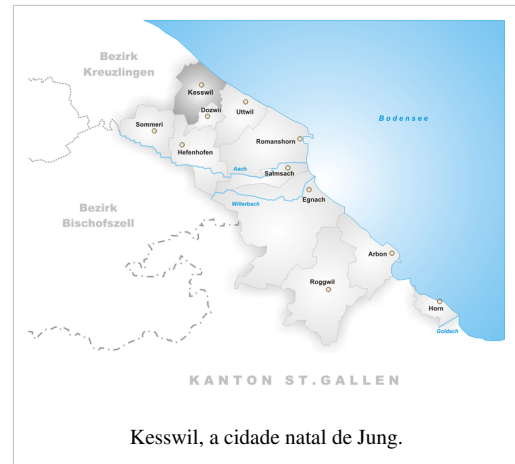 Bezirk
Kreuzlingen
Kesswil
Dozwil
Uttwil
Sommeri
Hefenhofen
Romanshorn
Bodensee
Aach
Salmsach
Egnach
Willerbach
Bezirk
Bischofszell
Arbon
Roggwil
Horn
Goldach
KANTON ST.GALLEN
Kesswil, a cidade natal de Jung.